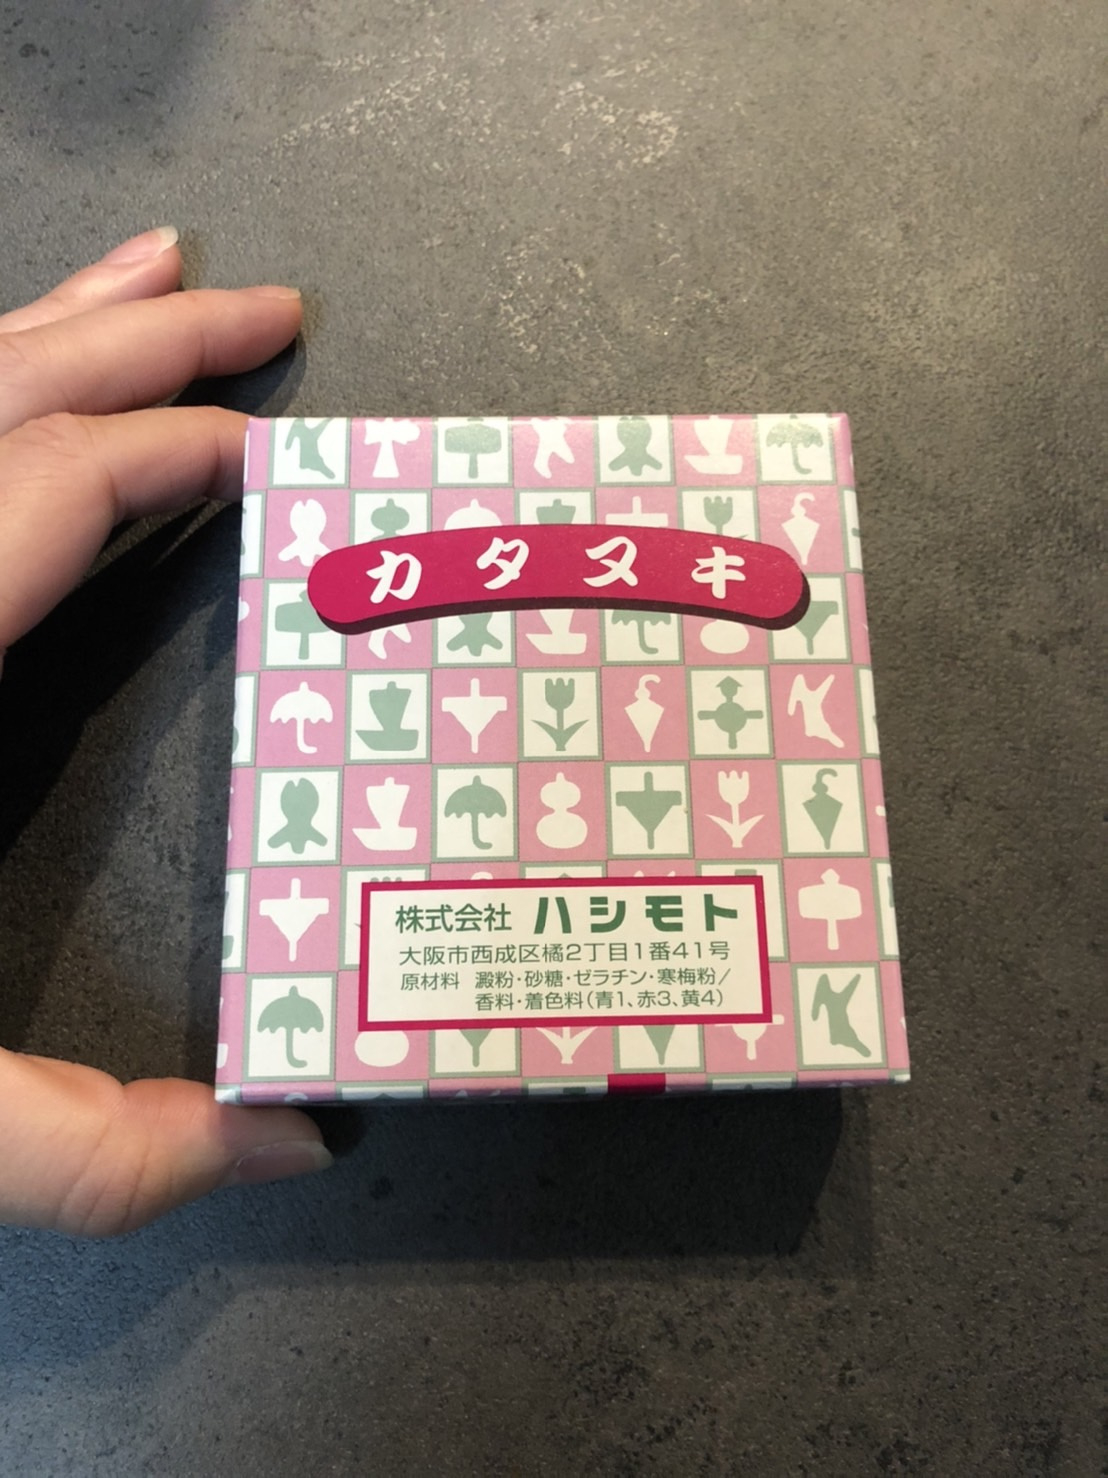 カタヌキ
株式会社 ハシモト
大阪市西成区橘2丁目1番41号
原材料 澱粉・砂糖・ゼラチン・寒梅粉/
香料・着色料(青1、赤3、黄4)